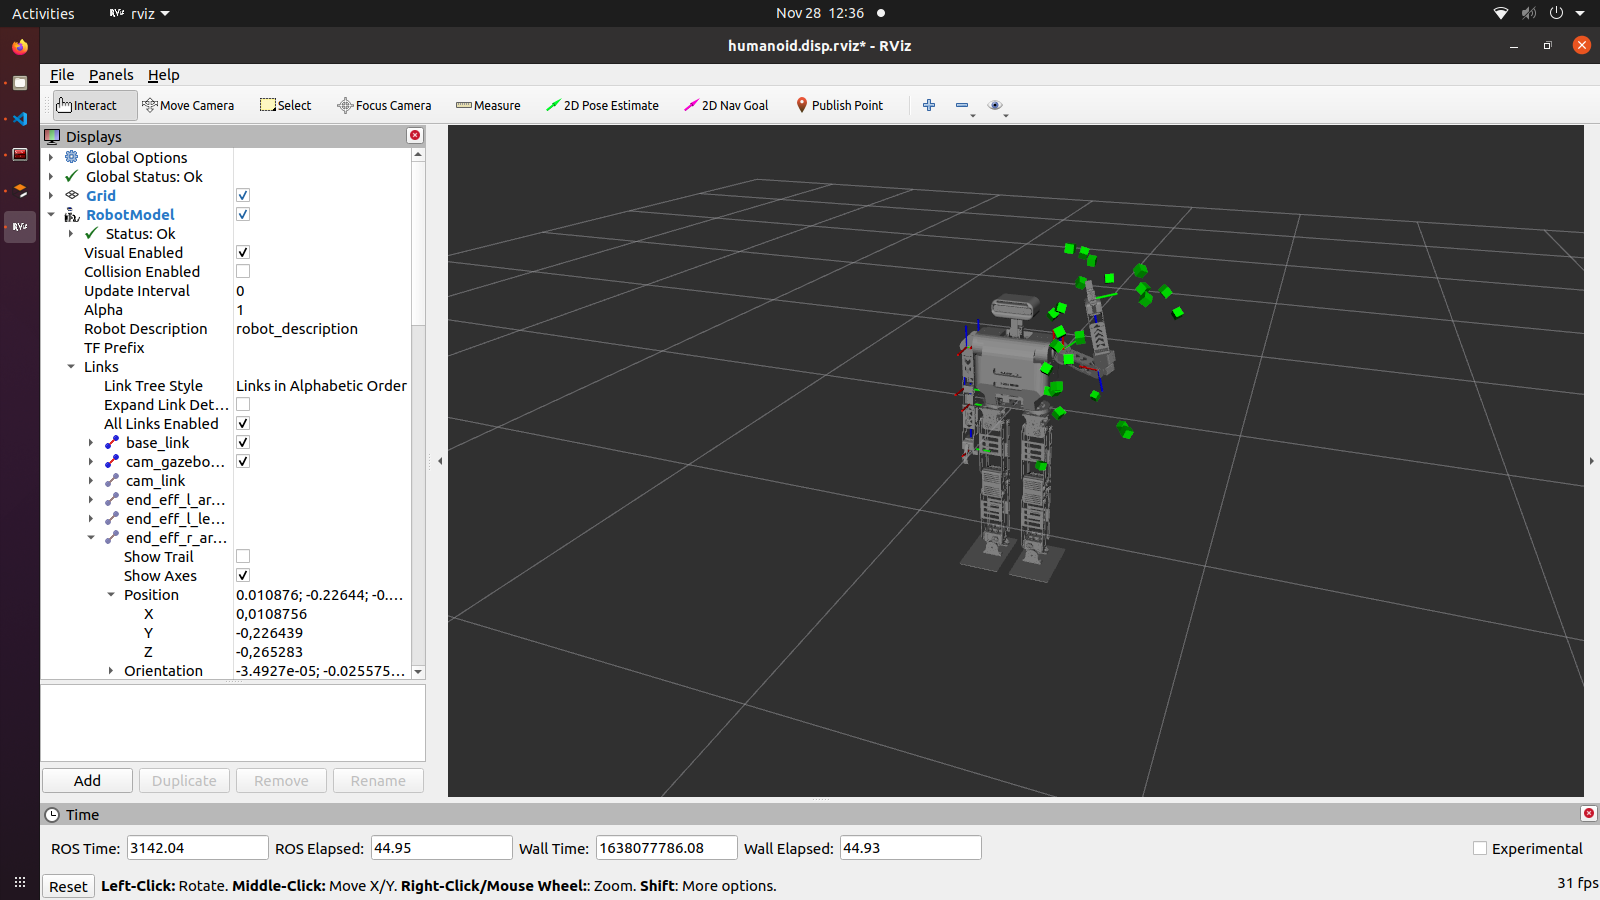 Activities
RViz rviz
Nov 28 12:36
humanoid.disp.rviz* - RViz
File Panels Help
Interact
Move Camera
Select
Focus Camera
Measure
2D Pose Estimate
2D Nav Goal
Publish Point
Displays
Global Options
Global Status: Ok
Grid
RobotModel
Status: Ok
Visual Enabled
Collision Enabled
Update Interval 0
Alpha 1
Robot Description robot_description
TF Prefix
Links
Link Tree Style Links in Alphabetic Order
Expand Link Det...
All Links Enabled
base_link
cam_gazebo...
cam_link
end_eff_l_ar...
end_eff_l_le...
end_eff_r_ar...
Show Trail
Show Axes
Position 0.010876; -0.22644; -0....
X 0,0108756
Y -0,226439
Z -0,265283
Orientation -3.4927e-05; -0.025575...
Add Duplicate Remove Rename
Time
ROS Time: 3142.04 ROS Elapsed: 44.95 Wall Time: 1638077786.08 Wall Elapsed: 44.93 Experimental
Reset Left-Click: Rotate. Middle-Click: Move X/Y. Right-Click/Mouse Wheel:: Zoom. Shift: More options. 31 fps
RViz